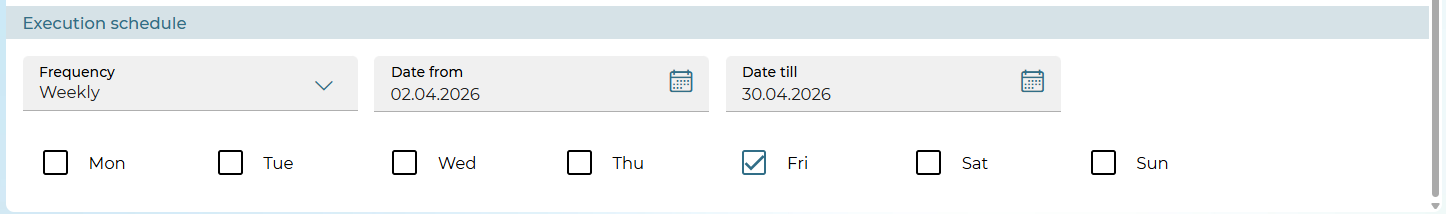 Execution schedule
Frequency
Weekly
Date from
02.04.2026
Date till
30.04.2026
Mon Tue Wed Thu Fri Sat Sun